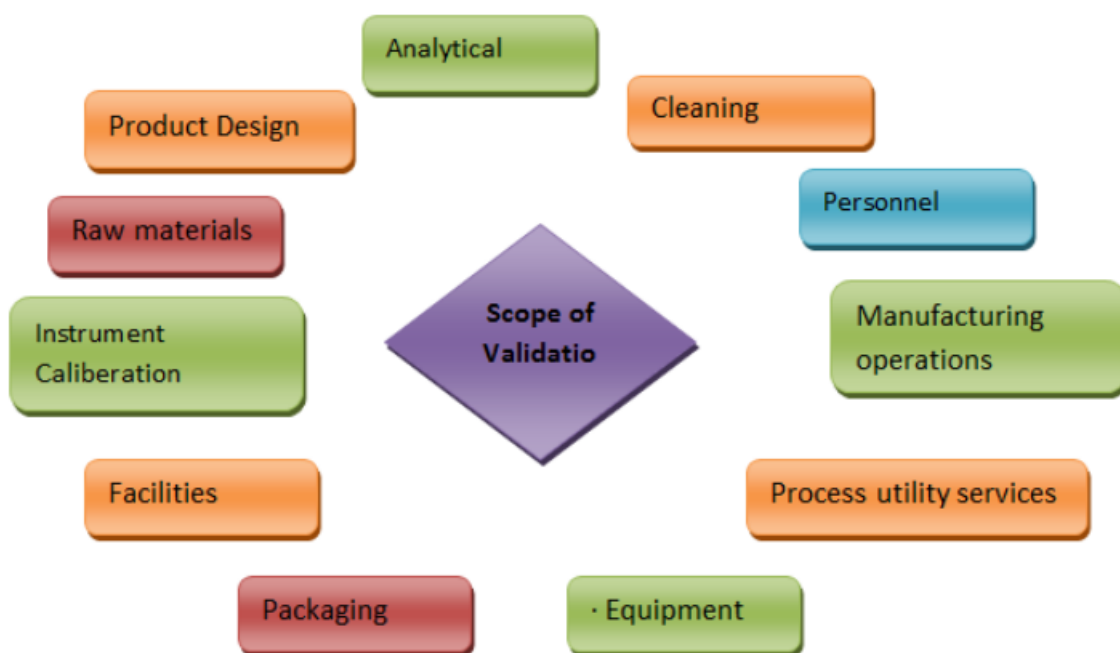 Analytical
Cleaning
Product Design
Personnel
Raw materials
Scope of
Validatio
Manufacturing
operations
Instrument
Caliberation
Facilities
Process utility services
Packaging
· Equipment